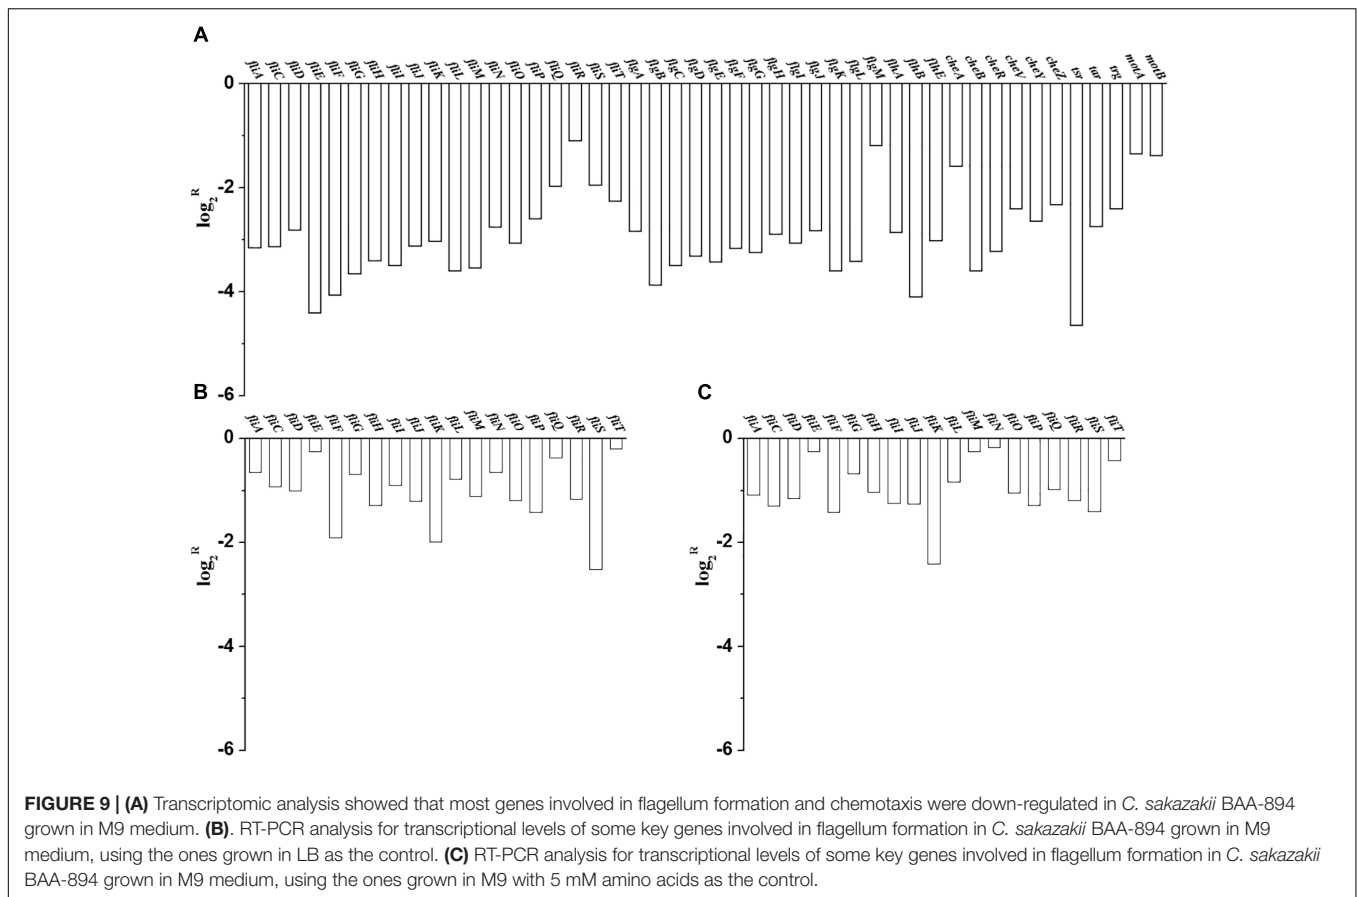 A
fliA fliC fliD fliE fliF fliG fliH fliI fliJ fliK fliL fliM fliN fliO fliP fliQ fliR fliS fliT flgA flgB flgC flgD flgE flgF flgG flgH flgI flgJ flgK flgL flgM flhA flhB flhE cheA cheB cheR cheV cheY cheZ tsr tar trg motA motB
0
-2
log2R
-4
-6
B
fliA fliC fliD fliE fliF fliG fliH fliI fliJ fliK fliL fliM fliN fliO fliP fliQ fliR fliS fliT
0
-2
log2R
-4
-6
C
fliA fliC fliD fliE fliF fliG fliH fliI fliJ fliK fliL fliM fliN fliO fliP fliQ fliR fliS fliT
0
-2
log2R
-4
-6
FIGURE 9 | (A) Transcriptomic analysis showed that most genes involved in flagellum formation and chemotaxis were down-regulated in C. sakazakii BAA-894
grown in M9 medium. (B). RT-PCR analysis for transcriptional levels of some key genes involved in flagellum formation in C. sakazakii BAA-894 grown in M9
medium, using the ones grown in LB as the control. (C) RT-PCR analysis for transcriptional levels of some key genes involved in flagellum formation in C. sakazakii
BAA-894 grown in M9 medium, using the ones grown in M9 with 5 mM amino acids as the control.